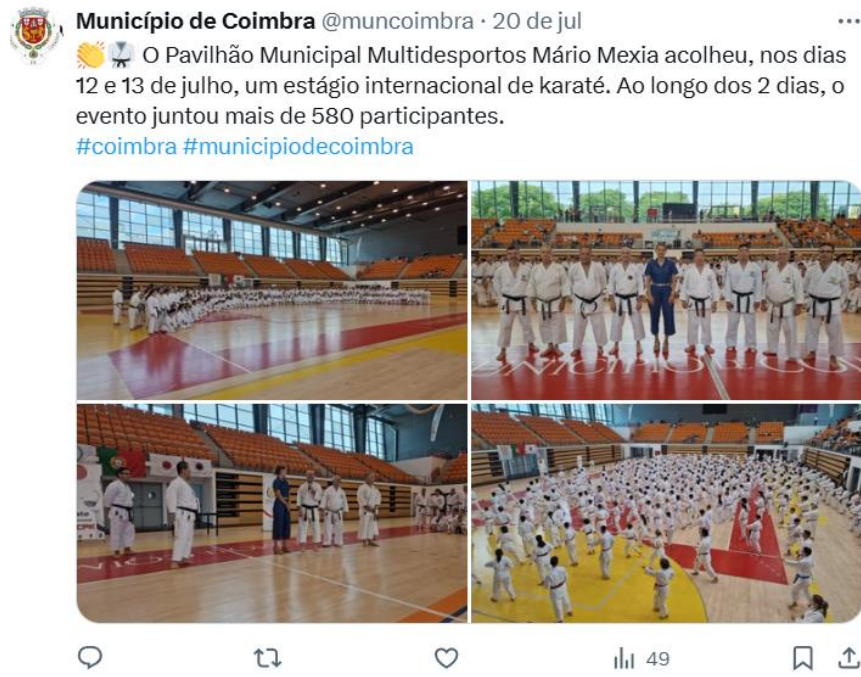 Município de Coimbra @muncoimbra · 20 de jul
👏🥋 O Pavilhão Municipal Multidesportos Mário Mexia acolheu, nos dias
12 e 13 de julho, um estágio internacional de karaté. Ao longo dos 2 dias, o
evento juntou mais de 580 participantes.
#coimbra #municipiodecoimbra
49